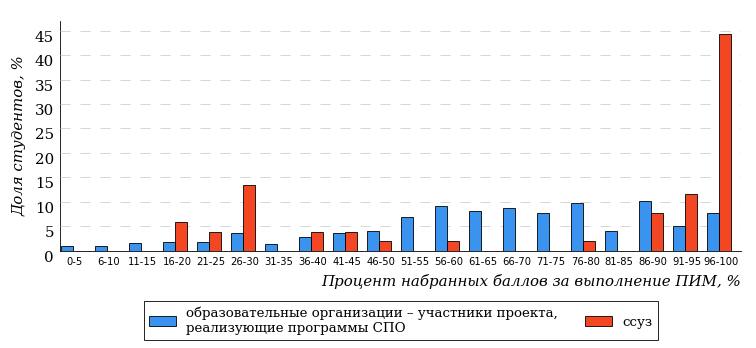 Доля студентов, %
45
40
35
30
25
20
15
10
5
0
0-5 6-10 11-15 16-20 21-25 26-30 31-35 36-40 41-45 46-50 51-55 56-60 61-65 66-70 71-75 76-80 81-85 86-90 91-95 96-100
Процент набранных баллов за выполнение ПИМ, %
образовательные организации – участники проекта,
реализующие программы СПО
ссуз